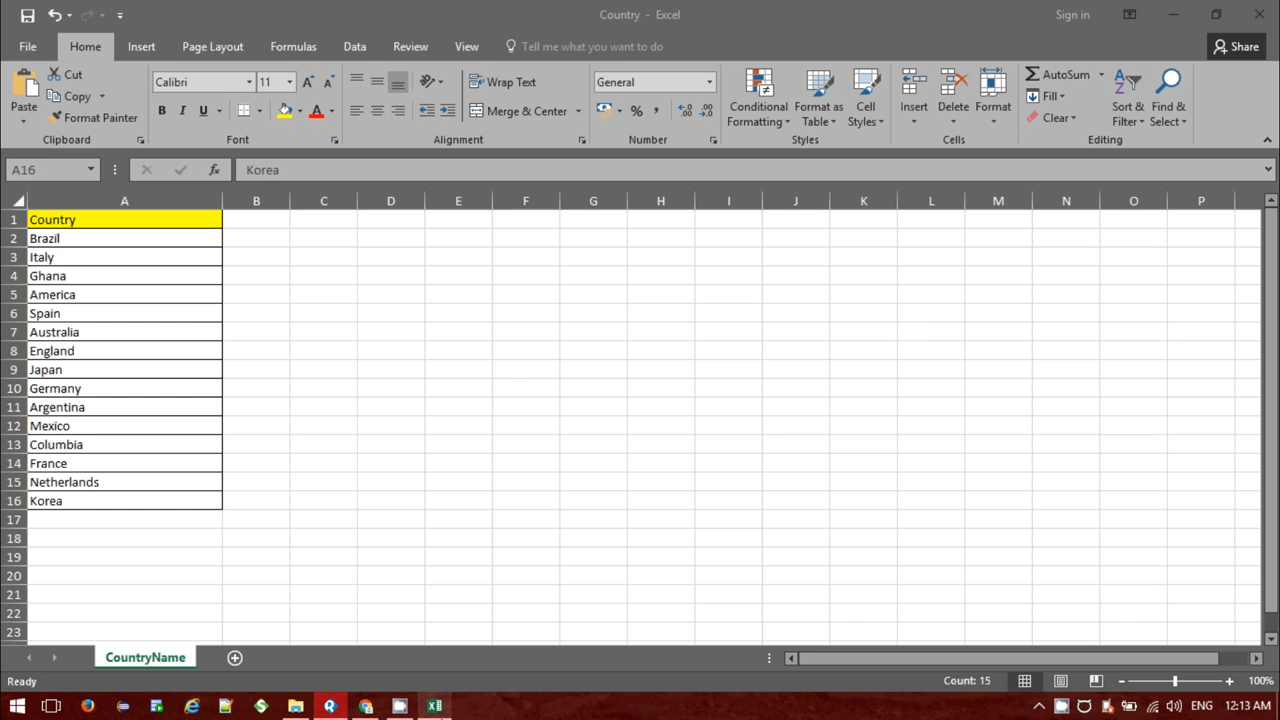 Country - Excel
Sign in
File Home Insert Page Layout Formulas Data Review View Tell me what you want to do Share
Paste
Cut
Copy
Format Painter
Clipboard
Calibri 11
B I U A
Font
Wrap Text
Merge & Center
Alignment
General
% ,
Number
Conditional Formatting
Format as Table
Cell Styles
Styles
Insert Delete Format
Cells
AutoSum
Fill
Clear
Sort & Filter
Find & Select
Editing
A16 fx Korea
A B C D E F G H I J K L M N O P
1 Country
2 Brazil
3 Italy
4 Ghana
5 America
6 Spain
7 Australia
8 England
9 Japan
10 Germany
11 Argentina
12 Mexico
13 Columbia
14 France
15 Netherlands
16 Korea
17
18
19
20
21
22
23
CountryName
Ready Count: 15 100%
ENG 12:13 AM